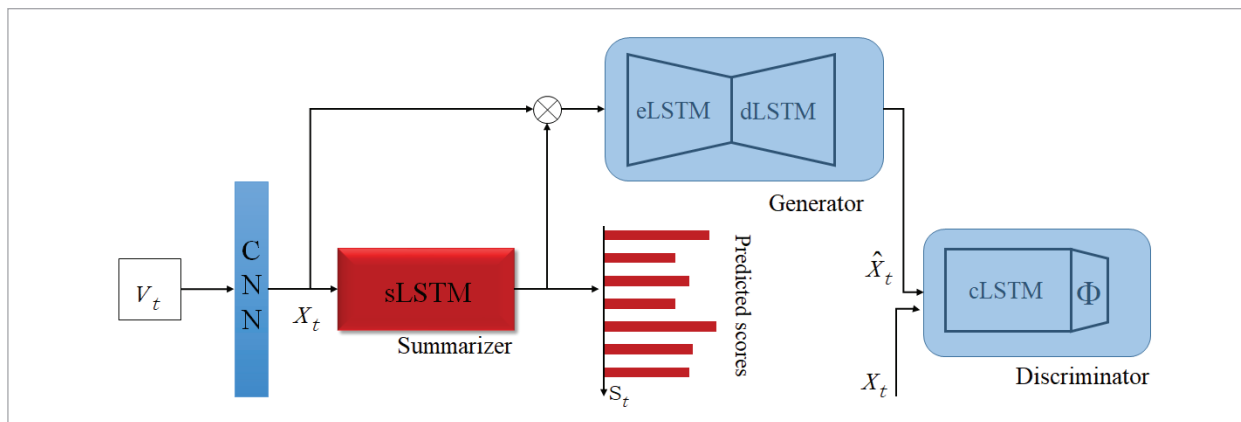 eLSTM
dLSTM
Generator
C
N
N
V_t
X_t
sLSTM
Summarizer
Predicted scores
S_t
X̂_t
X_t
cLSTM
Φ
Discriminator